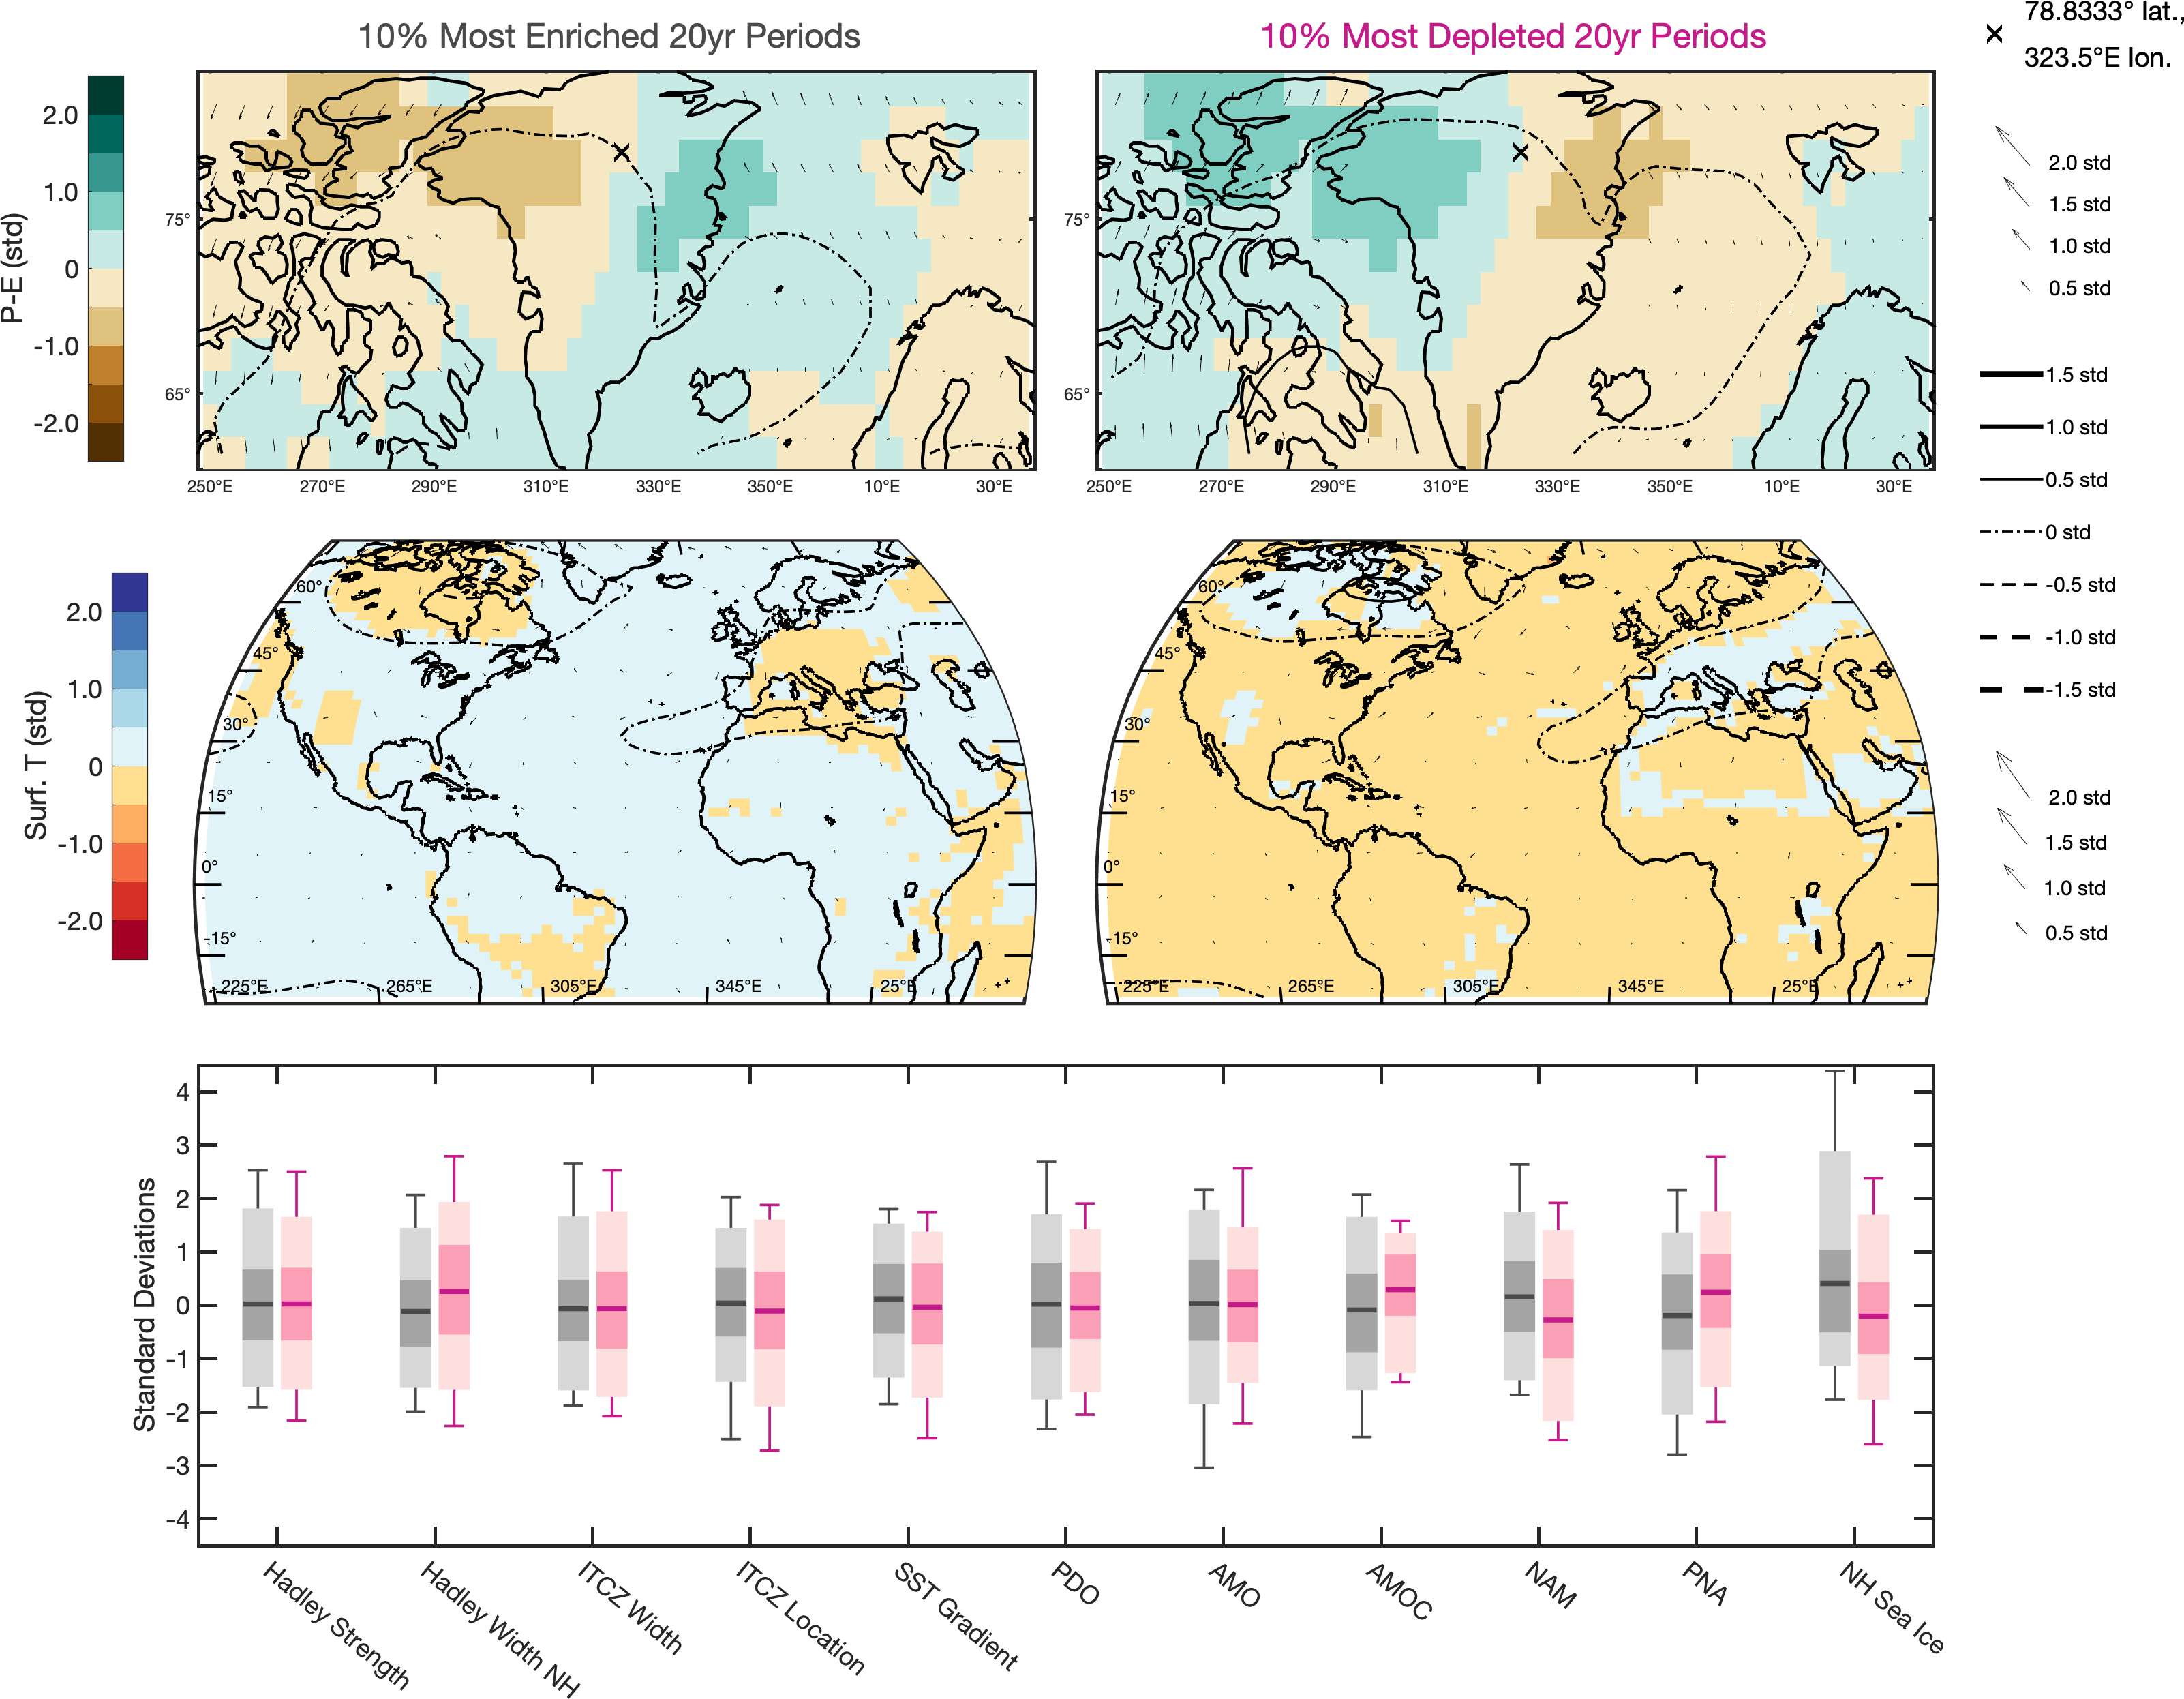 10% Most Enriched 20yr Periods
10% Most Depleted 20yr Periods
78.8333° lat.,
323.5°E lon.
P-E (std)
2.0
1.0
0
-1.0
-2.0
75°
65°
250°E 270°E 290°E 310°E 330°E 350°E 10°E 30°E
75°
65°
250°E 270°E 290°E 310°E 330°E 350°E 10°E 30°E
2.0 std
1.5 std
1.0 std
0.5 std
1.5 std
1.0 std
0.5 std
0 std
-0.5 std
-1.0 std
-1.5 std
Surf. T (std)
2.0
1.0
0
-1.0
-2.0
60°
45°
30°
15°
0°
-15°
225°E 265°E 305°E 345°E 25°E
60°
45°
30°
15°
0°
-15°
225°E 265°E 305°E 345°E 25°E
2.0 std
1.5 std
1.0 std
0.5 std
Standard Deviations
4
3
2
1
0
-1
-2
-3
-4
Hadley Strength
Hadley Width NH
ITCZ Width
ITCZ Location
SST Gradient
PDO
AMO
AMOC
NAM
PNA
NH Sea Ice